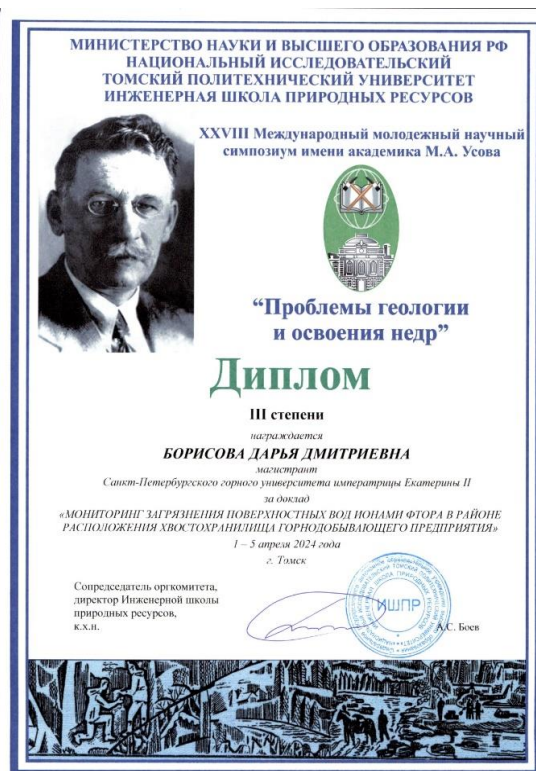 МИНИСТЕРСТВО НАУКИ И ВЫСШЕГО ОБРАЗОВАНИЯ РФ
НАЦИОНАЛЬНЫЙ ИССЛЕДОВАТЕЛЬСКИЙ
ТОМСКИЙ ПОЛИТЕХНИЧЕСКИЙ УНИВЕРСИТЕТ
ИНЖЕНЕРНАЯ ШКОЛА ПРИРОДНЫХ РЕСУРСОВ
XXVIII Международный молодежный научный
симпозиум имени академика М.А. Усова
“Проблемы геологии
и освоения недр”
Диплом
III степени
награждается
БОРИСОВА ДАРЬЯ ДМИТРИЕВНА
магистрант
Санкт-Петербургского горного университета императрицы Екатерины II
за доклад
«МОНИТОРИНГ ЗАГРЯЗНЕНИЯ ПОВЕРХНОСТНЫХ ВОД ИОНАМИ ФТОРА В РАЙОНЕ
РАСПОЛОЖЕНИЯ ХВОСТОХРАНИЛИЩА ГОРНОДОБЫВАЮЩЕГО ПРЕДПРИЯТИЯ»
1 – 5 апреля 2024 года
г. Томск
Сопредседатель оргкомитета,
директор Инженерной школы
природных ресурсов,
к.х.н.
А.С. Боев
ИШПР